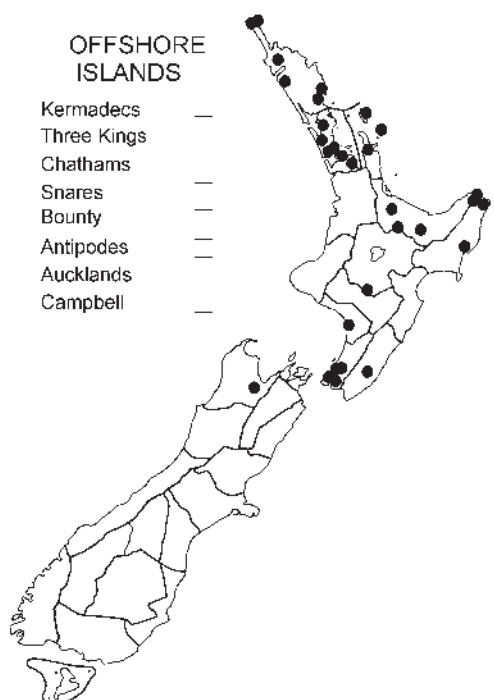 OFFSHORE
ISLANDS
Kermadecs —
Three Kings
Chathams
Snares —
Bounty —
Antipodes —
Aucklands —
Campbell —